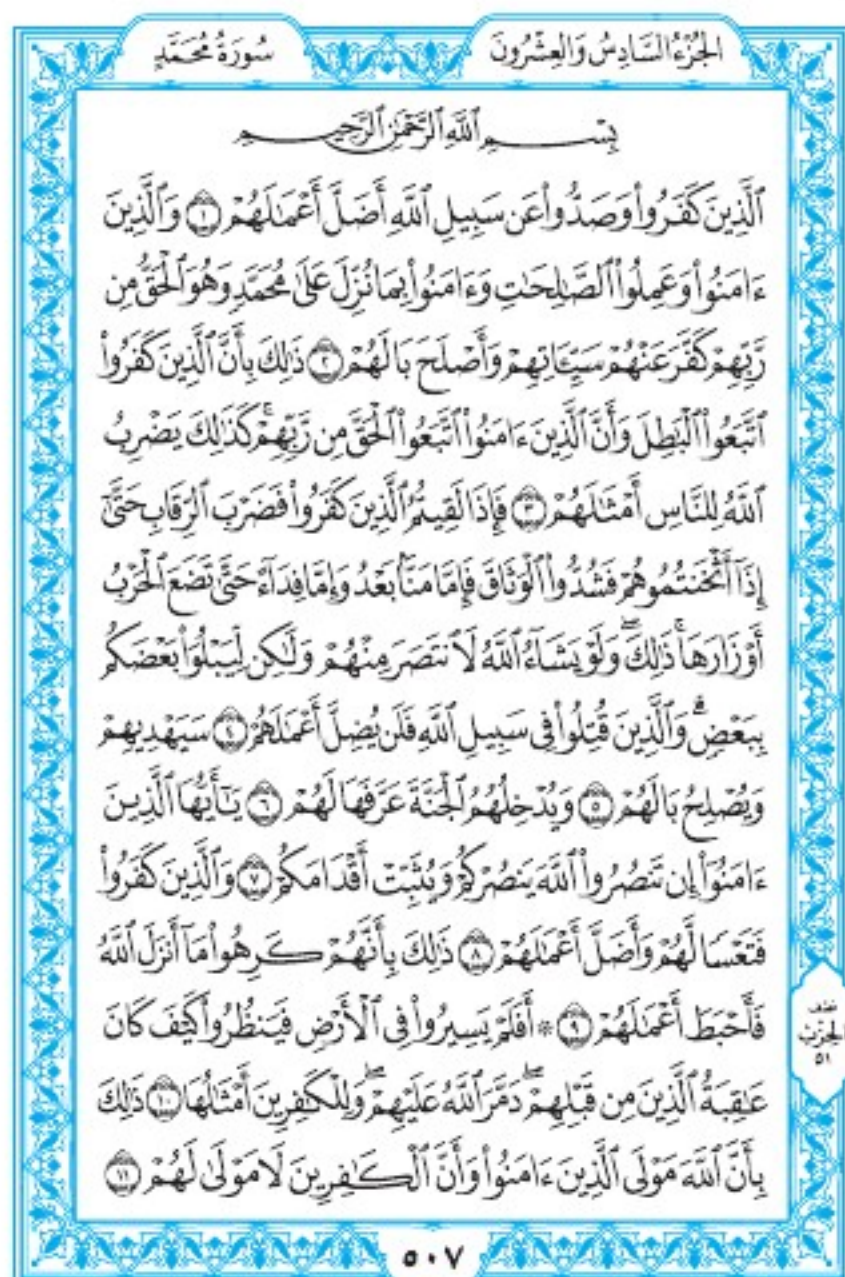 الجُزْءُ السَّادِسُ وَالعِشْرُونَ
سُورَةُ مُحَمَّدٍ
بِسْمِ ٱللَّهِ ٱلرَّحْمَٰنِ ٱلرَّحِيمِ
ٱلَّذِينَ كَفَرُوا۟ وَصَدُّوا۟ عَن سَبِيلِ ٱللَّهِ أَضَلَّ أَعْمَٰلَهُمْ ١ وَٱلَّذِينَ
ءَامَنُوا۟ وَعَمِلُوا۟ ٱلصَّٰلِحَٰتِ وَءَامَنُوا۟ بِمَا نُزِّلَ عَلَىٰ مُحَمَّدٍ وَهُوَ ٱلْحَقُّ مِن
رَّبِّهِمْ كَفَّرَ عَنْهُمْ سَيِّـَٔاتِهِمْ وَأَصْلَحَ بَالَهُمْ ٢ ذَٰلِكَ بِأَنَّ ٱلَّذِينَ كَفَرُوا۟
ٱتَّبَعُوا۟ ٱلْبَٰطِلَ وَأَنَّ ٱلَّذِينَ ءَامَنُوا۟ ٱتَّبَعُوا۟ ٱلْحَقَّ مِن رَّبِّهِمْ ۚ كَذَٰلِكَ يَضْرِبُ
ٱللَّهُ لِلنَّاسِ أَمْثَٰلَهُمْ ٣ فَإِذَا لَقِيتُمُ ٱلَّذِينَ كَفَرُوا۟ فَضَرْبَ ٱلرِّقَابِ حَتَّىٰٓ
إِذَآ أَثْخَنتُمُوهُمْ فَشُدُّوا۟ ٱلْوَثَاقَ فَإِمَّا مَنًّۢا بَعْدُ وَإِمَّا فِدَآءً حَتَّىٰ تَضَعَ ٱلْحَرْبُ
أَوْزَارَهَا ۚ ذَٰلِكَ ۖ وَلَوْ يَشَآءُ ٱللَّهُ لَٱنتَصَرَ مِنْهُمْ وَلَٰكِن لِّيَبْلُوَا۟ بَعْضَكُم
بِبَعْضٍ ۗ وَٱلَّذِينَ قُتِلُوا۟ فِى سَبِيلِ ٱللَّهِ فَلَن يُضِلَّ أَعْمَٰلَهُمْ ٤ سَيَهْدِيهِمْ
وَيُصْلِحُ بَالَهُمْ ٥ وَيُدْخِلُهُمُ ٱلْجَنَّةَ عَرَّفَهَا لَهُمْ ٦ يَٰٓأَيُّهَا ٱلَّذِينَ
ءَامَنُوٓا۟ إِن تَنصُرُوا۟ ٱللَّهَ يَنصُرْكُمْ وَيُثَبِّتْ أَقْدَامَكُمْ ٧ وَٱلَّذِينَ كَفَرُوا۟
فَتَعْسًا لَّهُمْ وَأَضَلَّ أَعْمَٰلَهُمْ ٨ ذَٰلِكَ بِأَنَّهُمْ كَرِهُوا۟ مَآ أَنزَلَ ٱللَّهُ
فَأَحْبَطَ أَعْمَٰلَهُمْ ٩ ۞ أَفَلَمْ يَسِيرُوا۟ فِى ٱلْأَرْضِ فَيَنظُرُوا۟ كَيْفَ كَانَ
عَٰقِبَةُ ٱلَّذِينَ مِن قَبْلِهِمْ ۖ دَمَّرَ ٱللَّهُ عَلَيْهِمْ ۖ وَلِلْكَٰفِرِينَ أَمْثَٰلُهَا ١٠ ذَٰلِكَ
بِأَنَّ ٱللَّهَ مَوْلَى ٱلَّذِينَ ءَامَنُوا۟ وَأَنَّ ٱلْكَٰفِرِينَ لَا مَوْلَىٰ لَهُمْ ١١
نصف
الحزب
٥١
٥٠٧